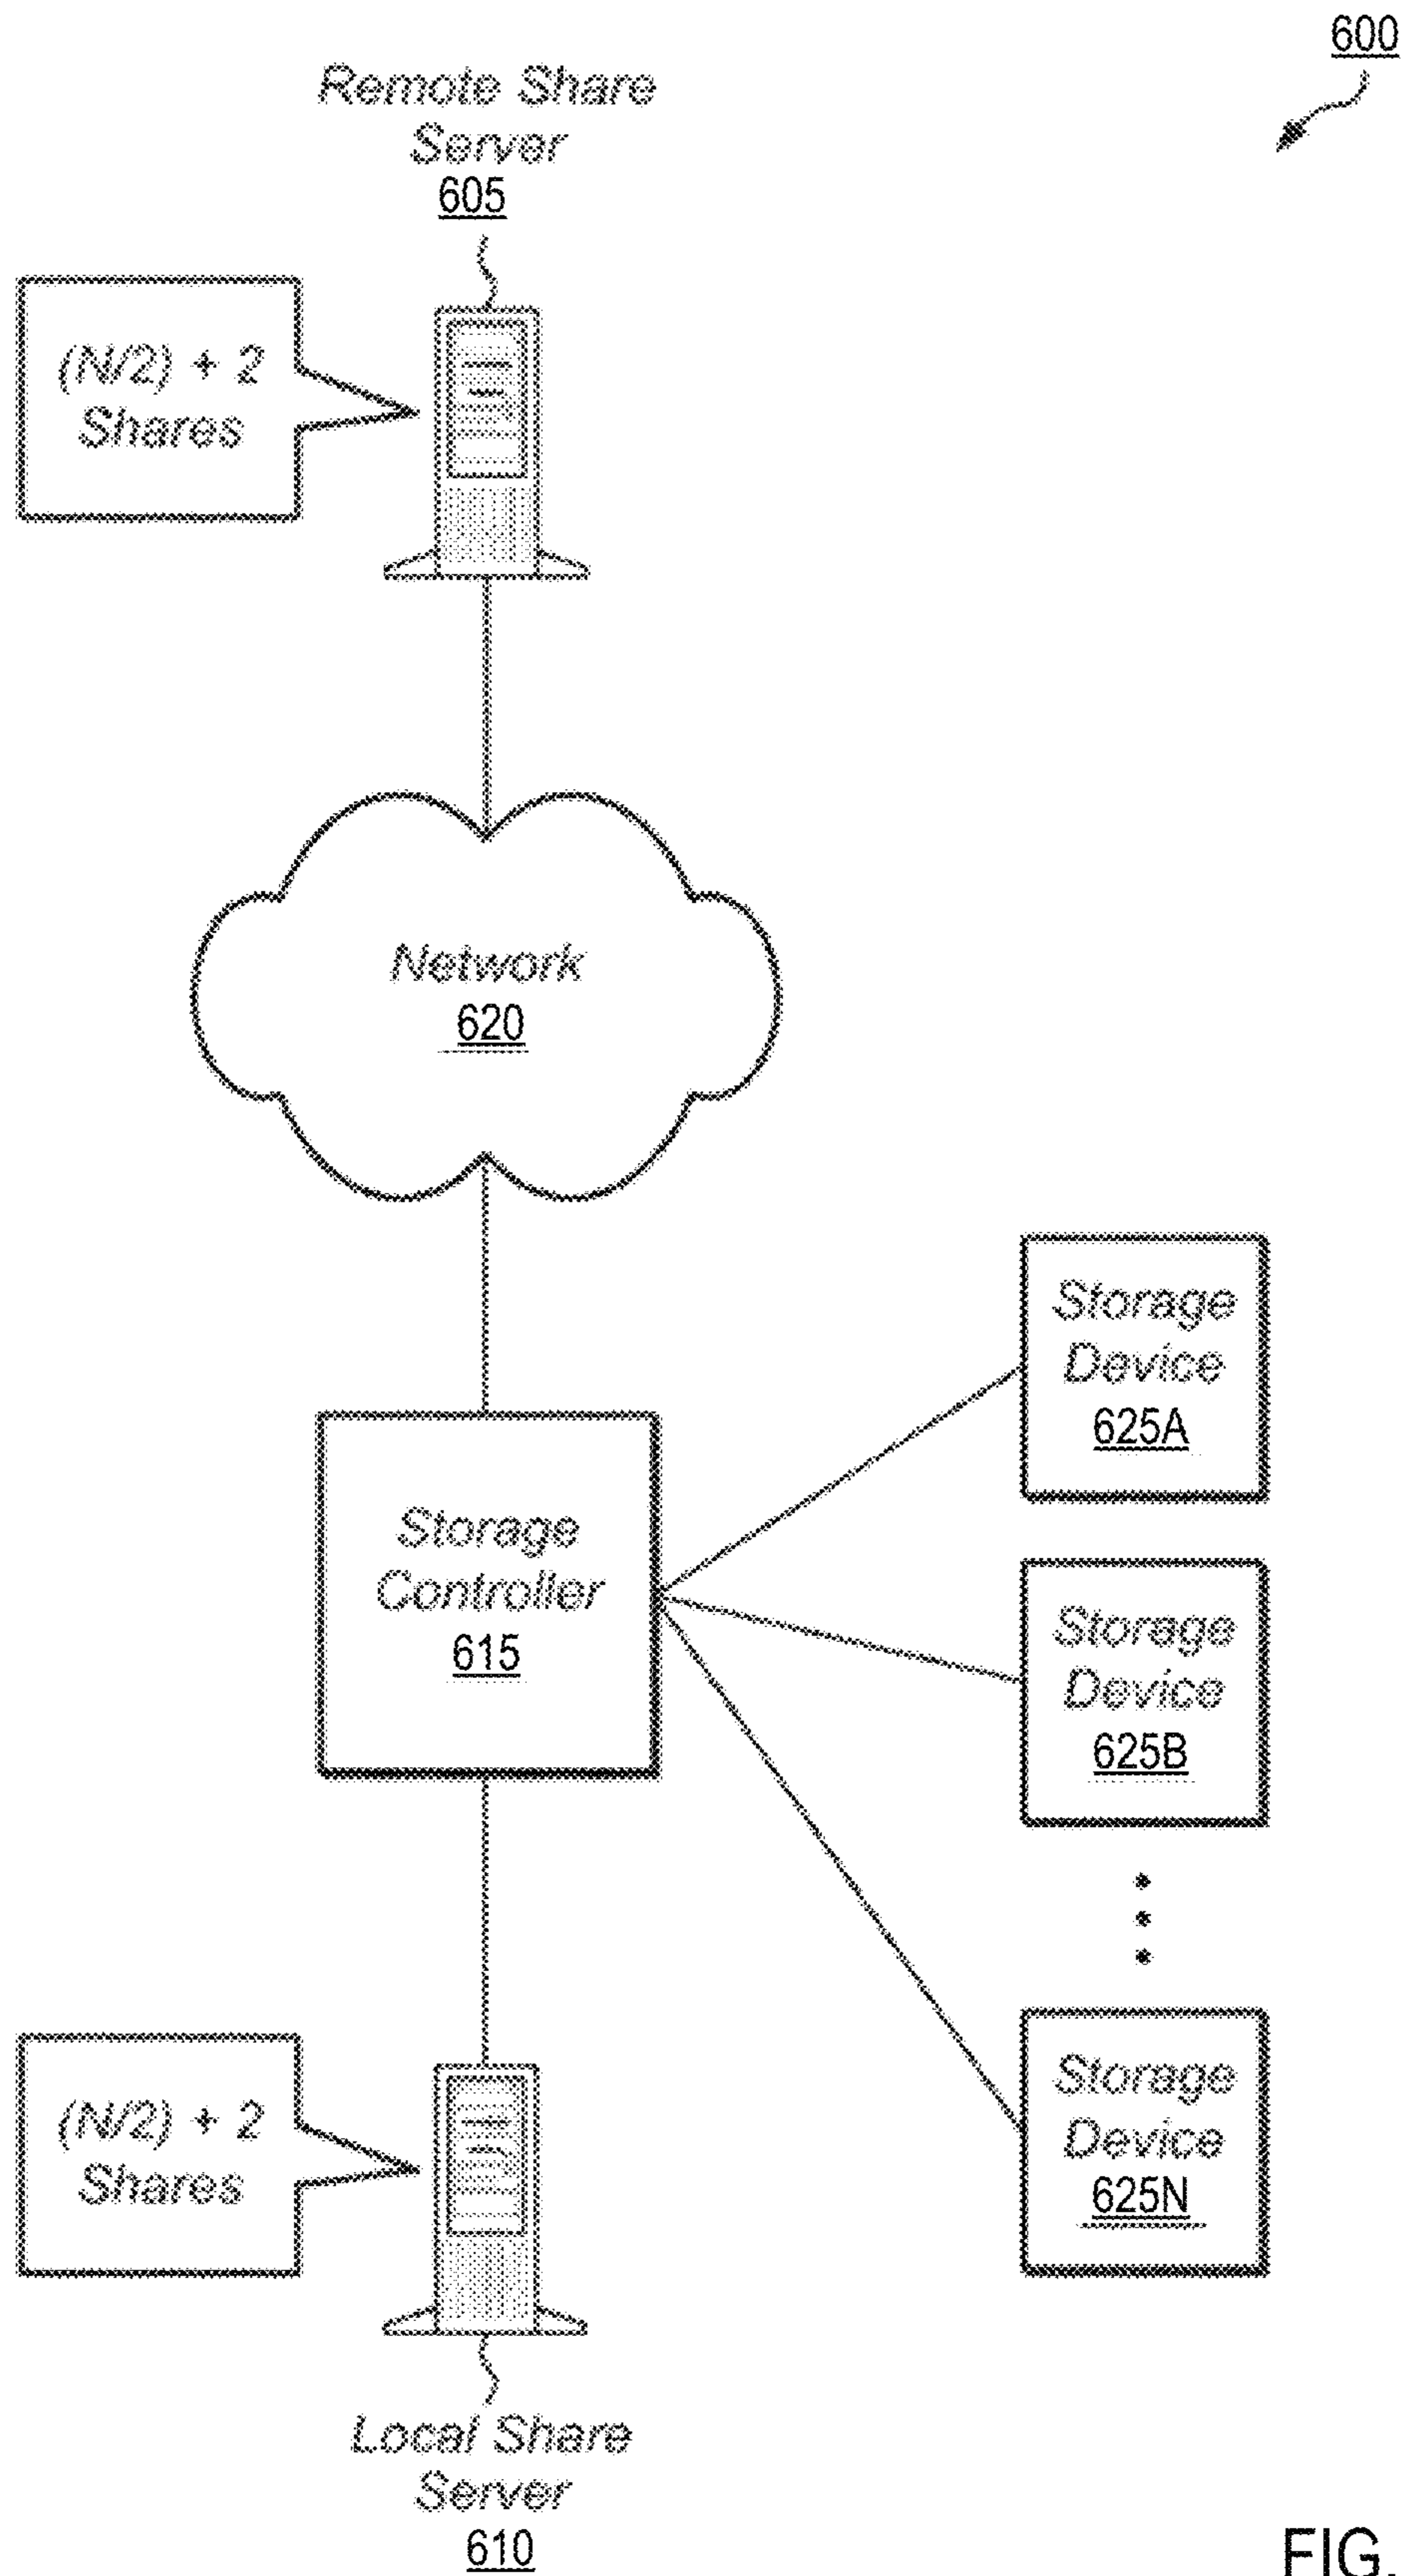 600
Remote Share
Server
605
(N/2) + 2
Shares
Network
620
Storage
Device
625A
Storage
Controller
615
Storage
Device
625B
Storage
Device
625N
(N/2) + 2
Shares
Local Share
Server
610
FIG.